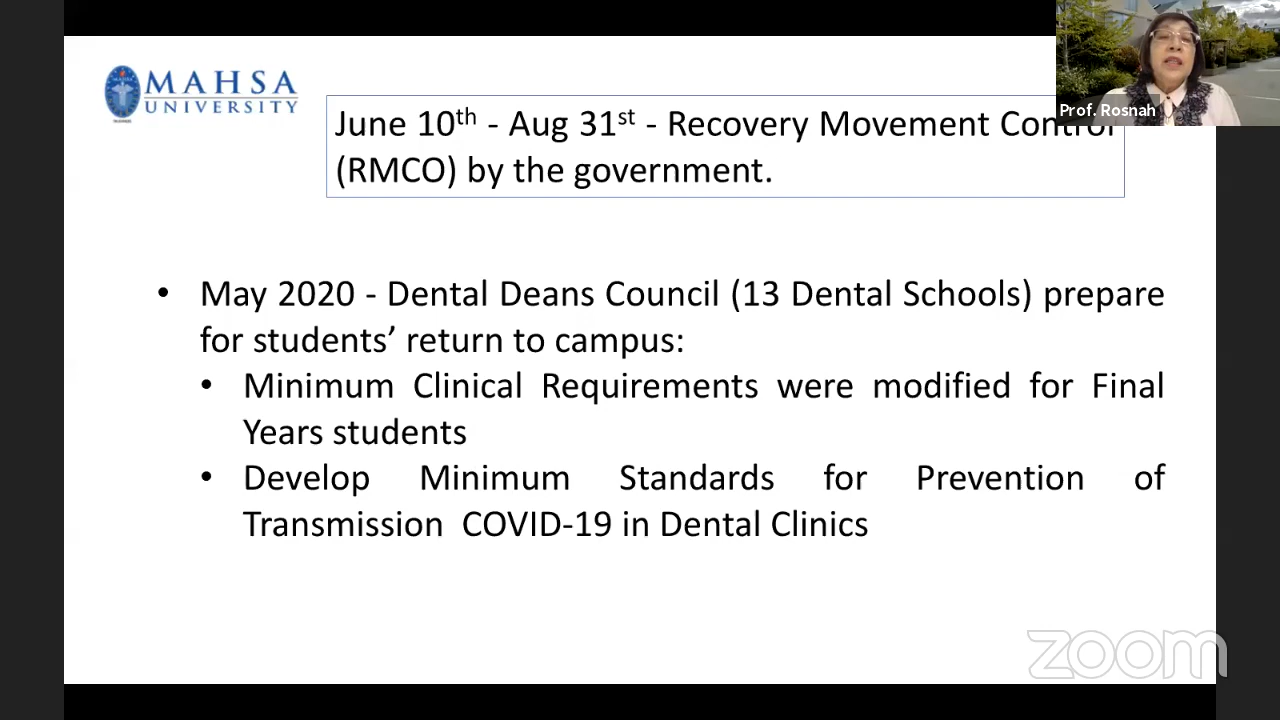 MAHSA
UNIVERSITY
Prof. Rosnah
June 10th - Aug 31st - Recovery Movement Control
(RMCO) by the government.
• May 2020 - Dental Deans Council (13 Dental Schools) prepare
for students’ return to campus:
• Minimum Clinical Requirements were modified for Final
Years students
• Develop Minimum Standards for Prevention of
Transmission COVID-19 in Dental Clinics
zoom